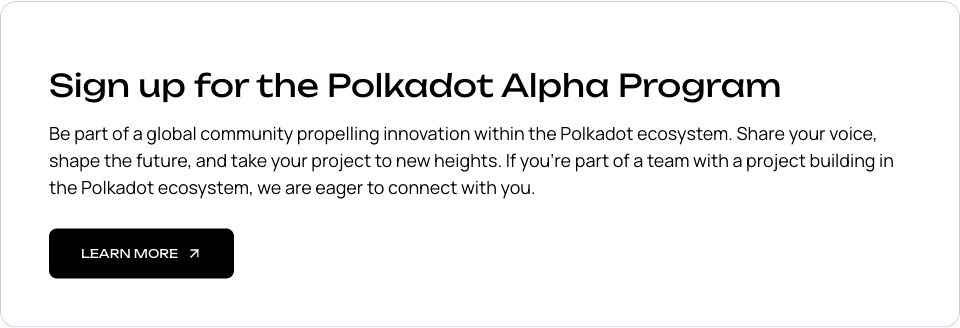 Sign up for the Polkadot Alpha Program
Be part of a global community propelling innovation within the Polkadot ecosystem. Share your voice,
shape the future, and take your project to new heights. If you're part of a team with a project building in
the Polkadot ecosystem, we are eager to connect with you.
LEARN MORE